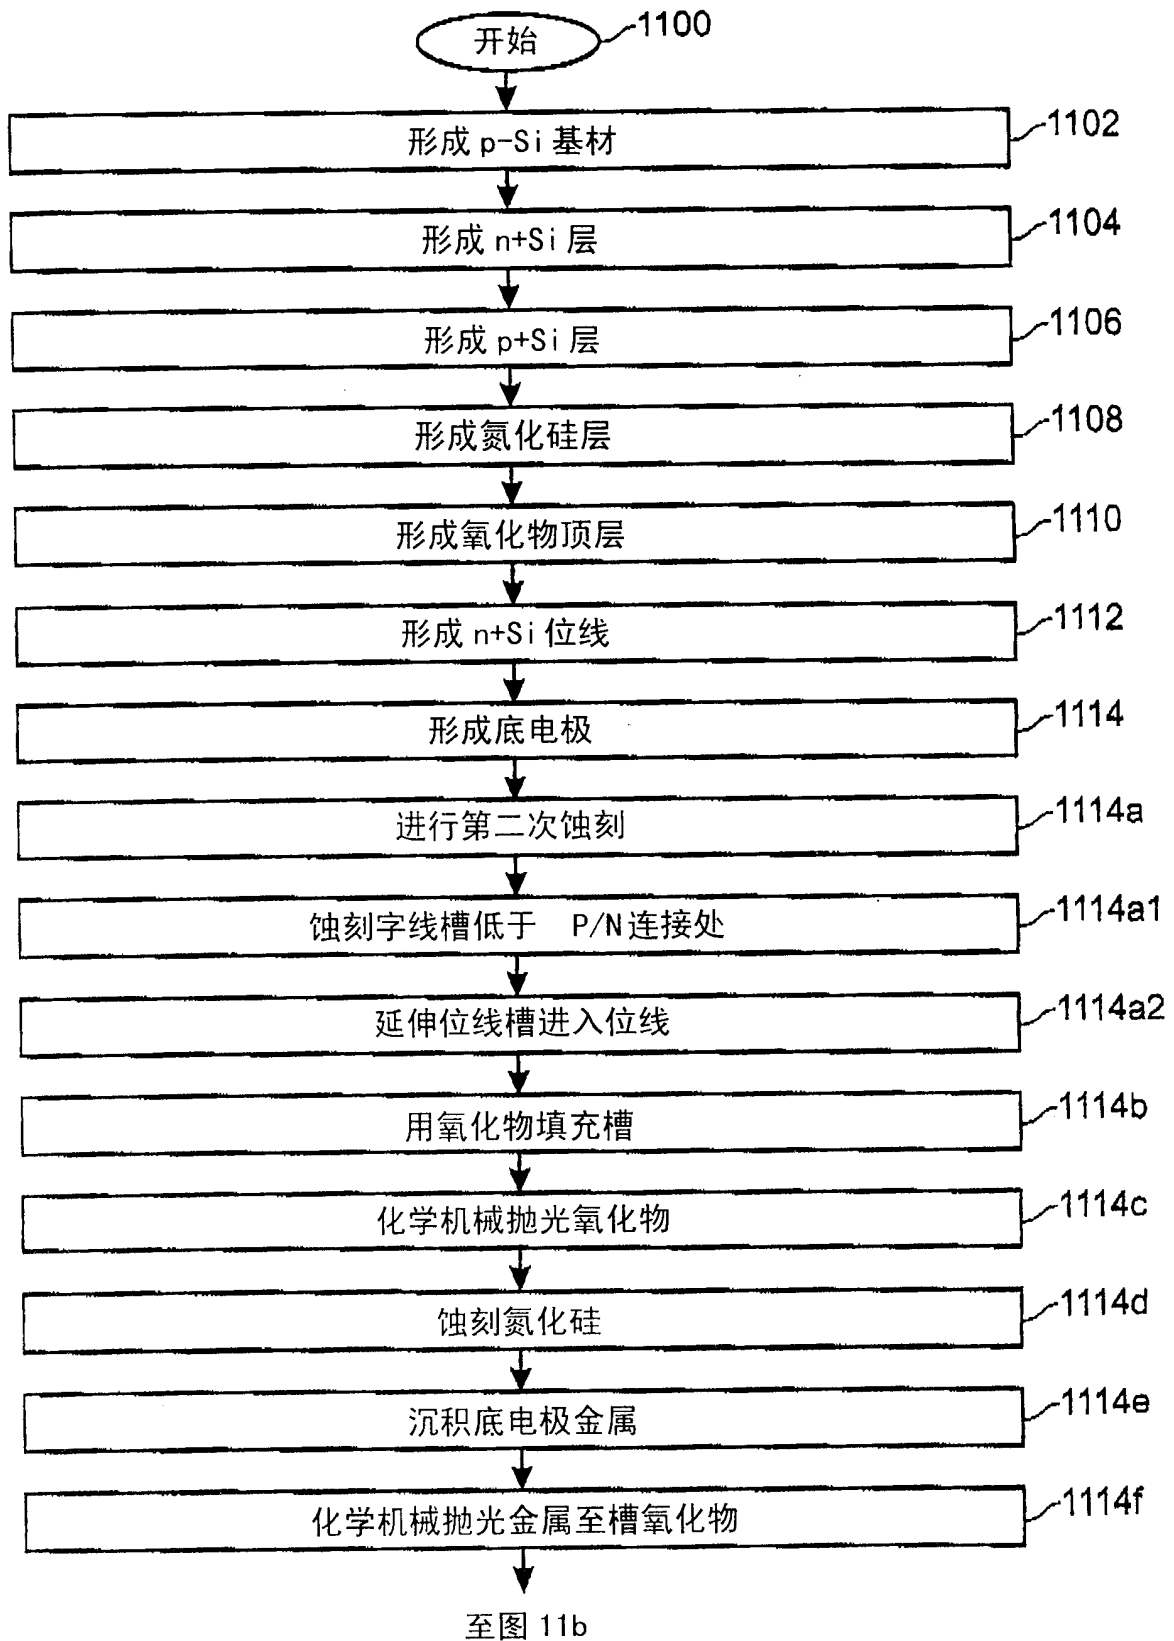 开始 1100
形成 p-Si 基材 1102
形成 n+Si 层 1104
形成 p+Si 层 1106
形成氮化硅层 1108
形成氧化物顶层 1110
形成 n+Si 位线 1112
形成底电极 1114
进行第二次蚀刻 1114a
蚀刻字线槽低于 P/N 连接处 1114a1
延伸位线槽进入位线 1114a2
用氧化物填充槽 1114b
化学机械抛光氧化物 1114c
蚀刻氮化硅 1114d
沉积底电极金属 1114e
化学机械抛光金属至槽氧化物 1114f
至图 11b